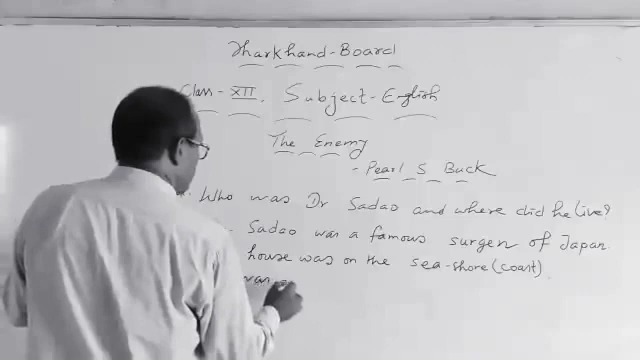 Jharkhand-Board
Class-XII. Subject-English
The Enemy
- Pearl S Buck
Who was Dr Sadao and where did he live?
Sadao was a famous surgen of Japan.
house was on the sea-shore (coast)
was